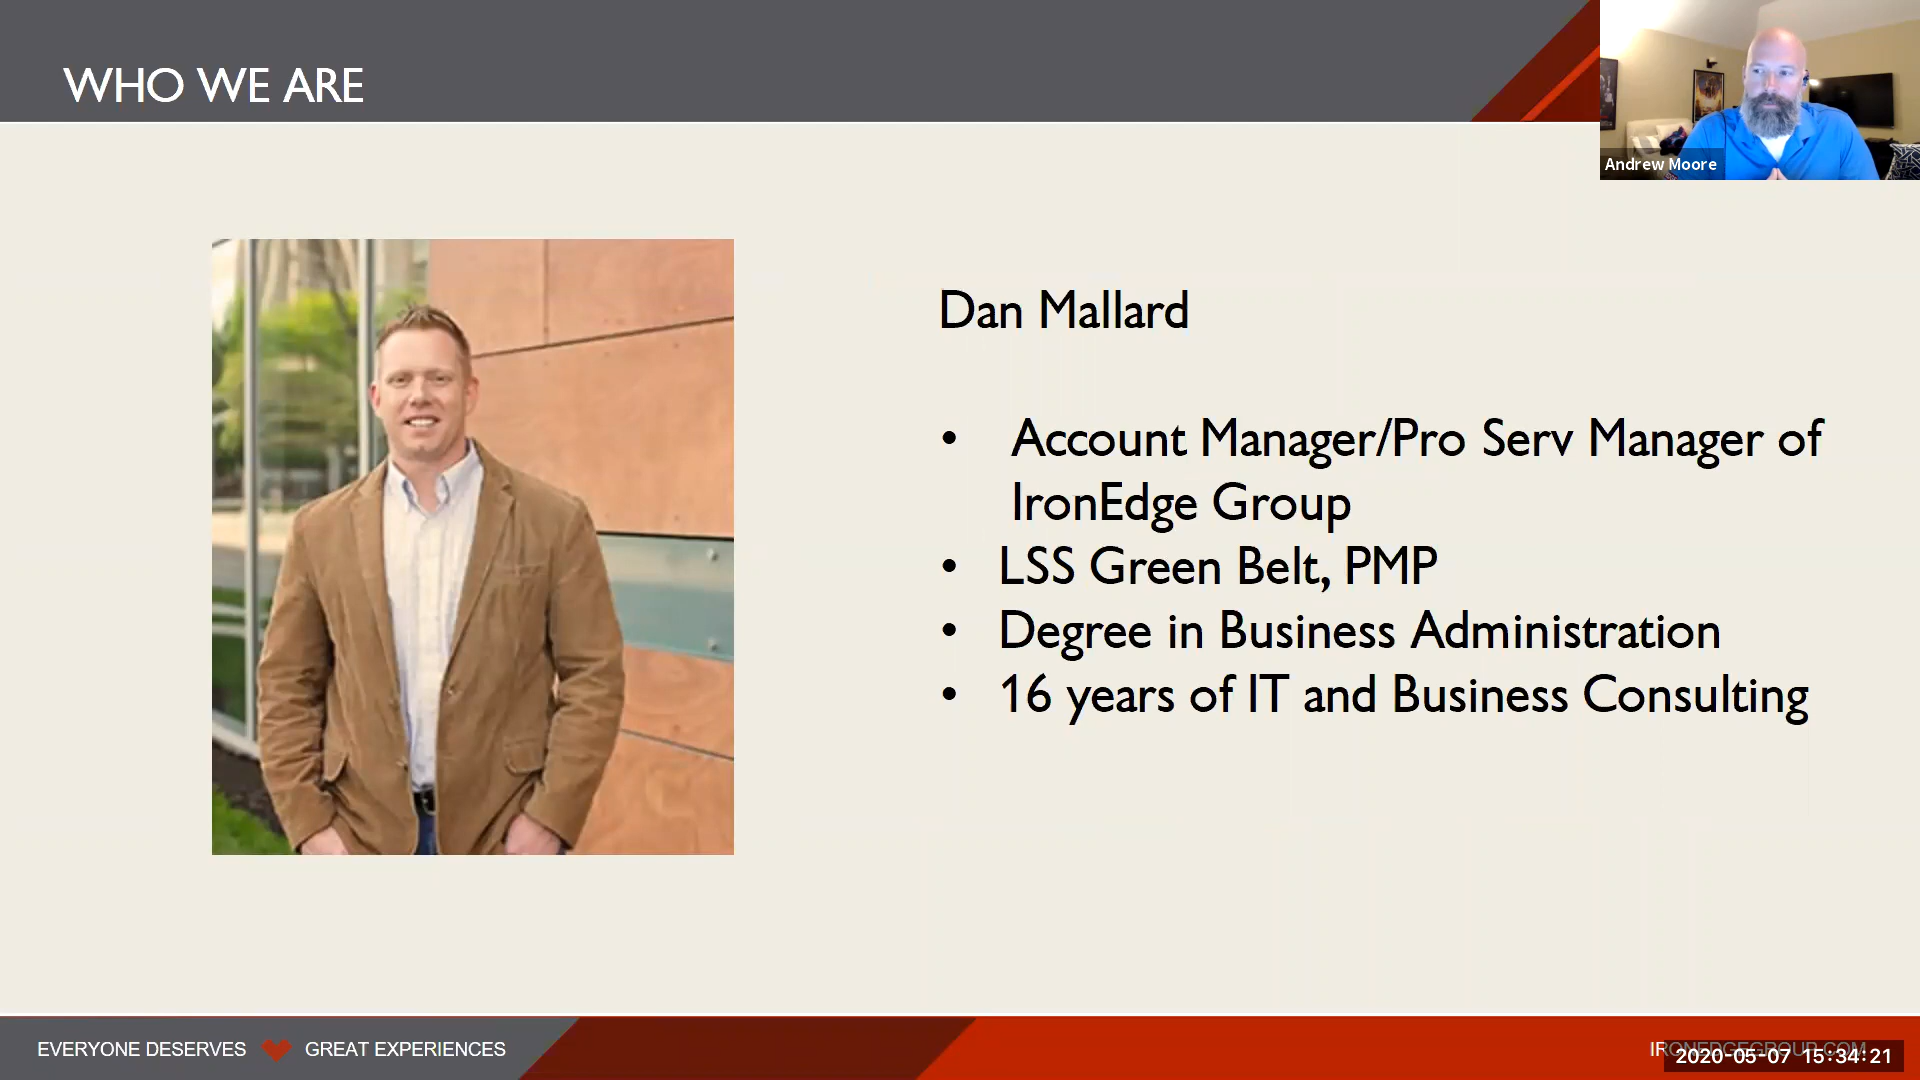 WHO WE ARE
Andrew Moore
Dan Mallard
• Account Manager/Pro Serv Manager of
IronEdge Group
• LSS Green Belt, PMP
• Degree in Business Administration
• 16 years of IT and Business Consulting
EVERYONE DESERVES GREAT EXPERIENCES
IRONEDGEGROUP.COM
2020-05-07 15:34:21